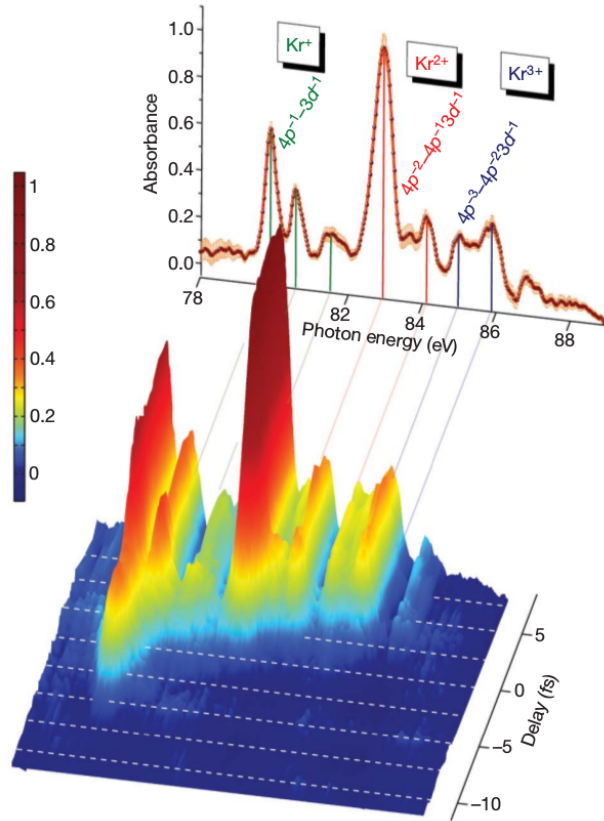 1.0
0.8
0.6
0.4
0.2
0.0
Absorbance
Kr⁺
Kr²⁺
Kr³⁺
4p⁻¹–3d⁻¹
4p⁻²–4p⁻¹3d⁻¹
4p⁻³–4p⁻²3d⁻¹
78
82
84
86
88
Photon energy (eV)
1
0.8
0.6
0.4
0.2
0
5
0
−5
−10
Delay (fs)